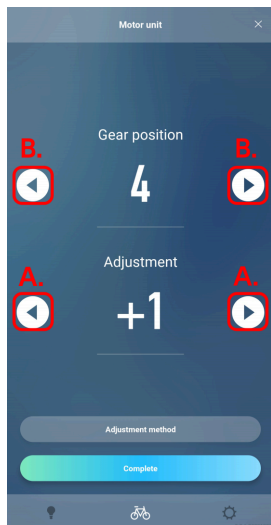 Motor unit
Gear position
B.
B.
4
Adjustment
A.
A.
+1
Adjustment method
Complete